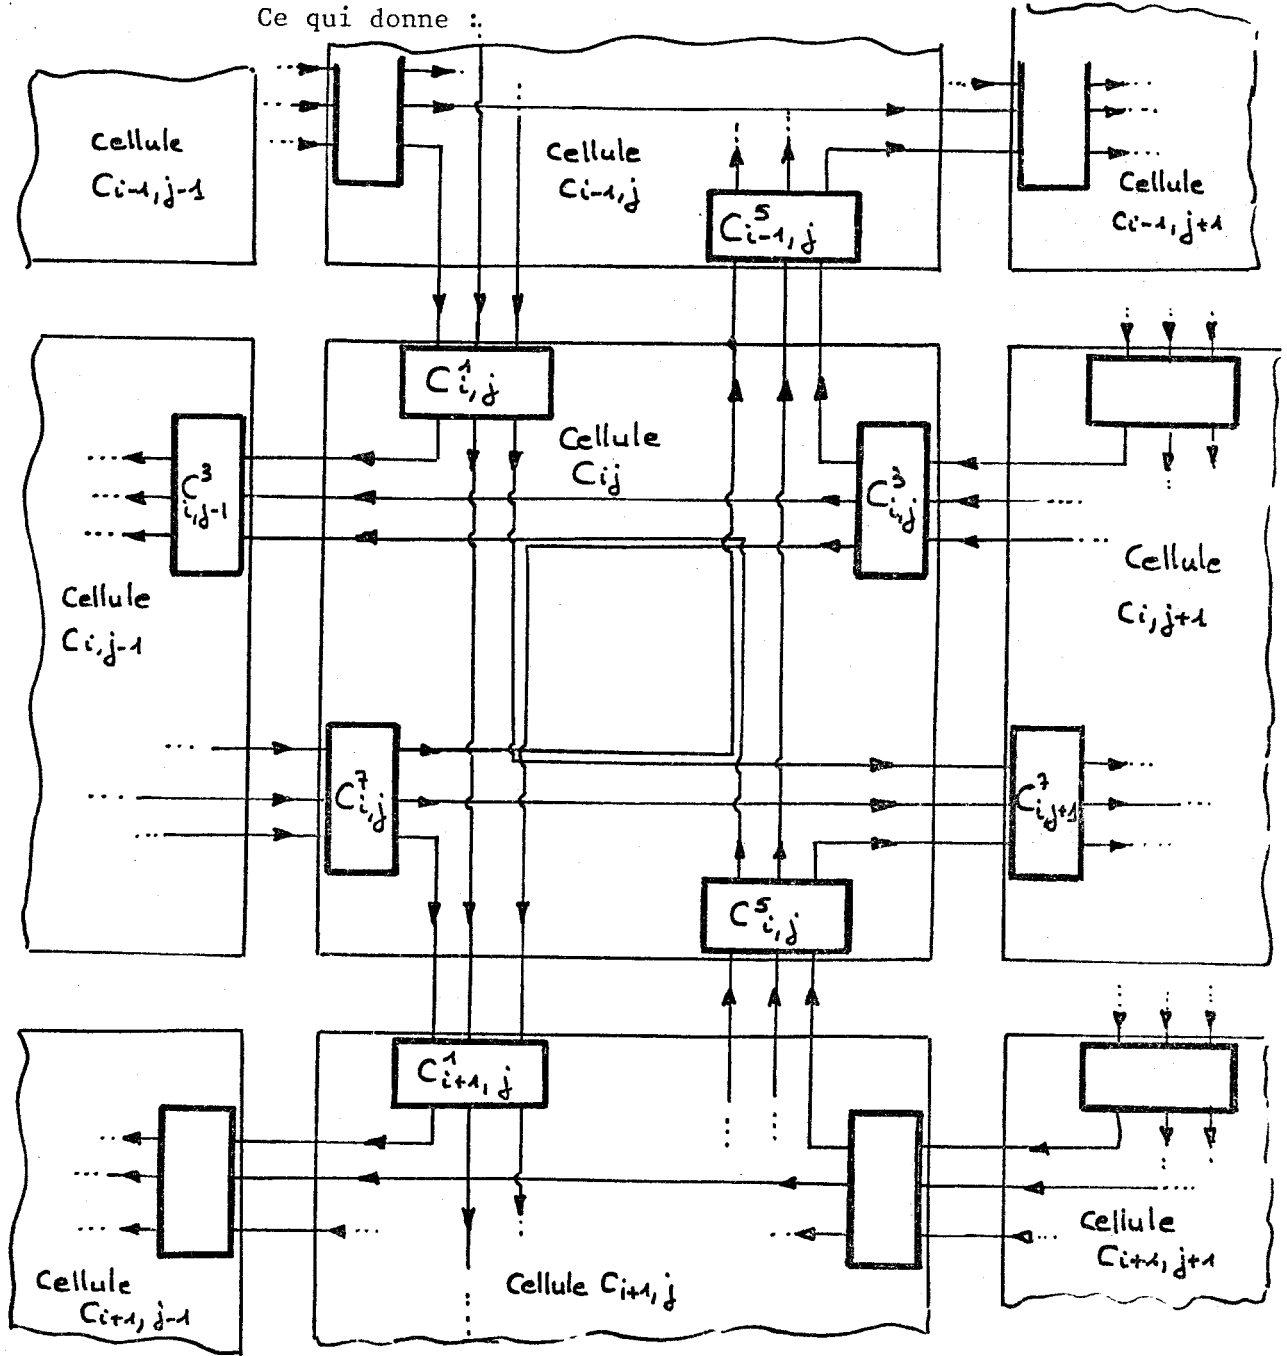 Ce qui donne :
Cellule
Ci-1,j-1
Cellule
Ci-1,j
C⁵i-1,j
Cellule
Ci-1,j+1
C¹i,j
Cellule
Cij
C³i,j-1
C³i,j
Cellule
Ci,j-1
Cellule
Ci,j+1
C⁷i,j
C⁷i,j+1
C⁵i,j
C¹i+1,j
Cellule
Ci+1,j-1
Cellule Ci+1,j
Cellule
Ci+1,j+1